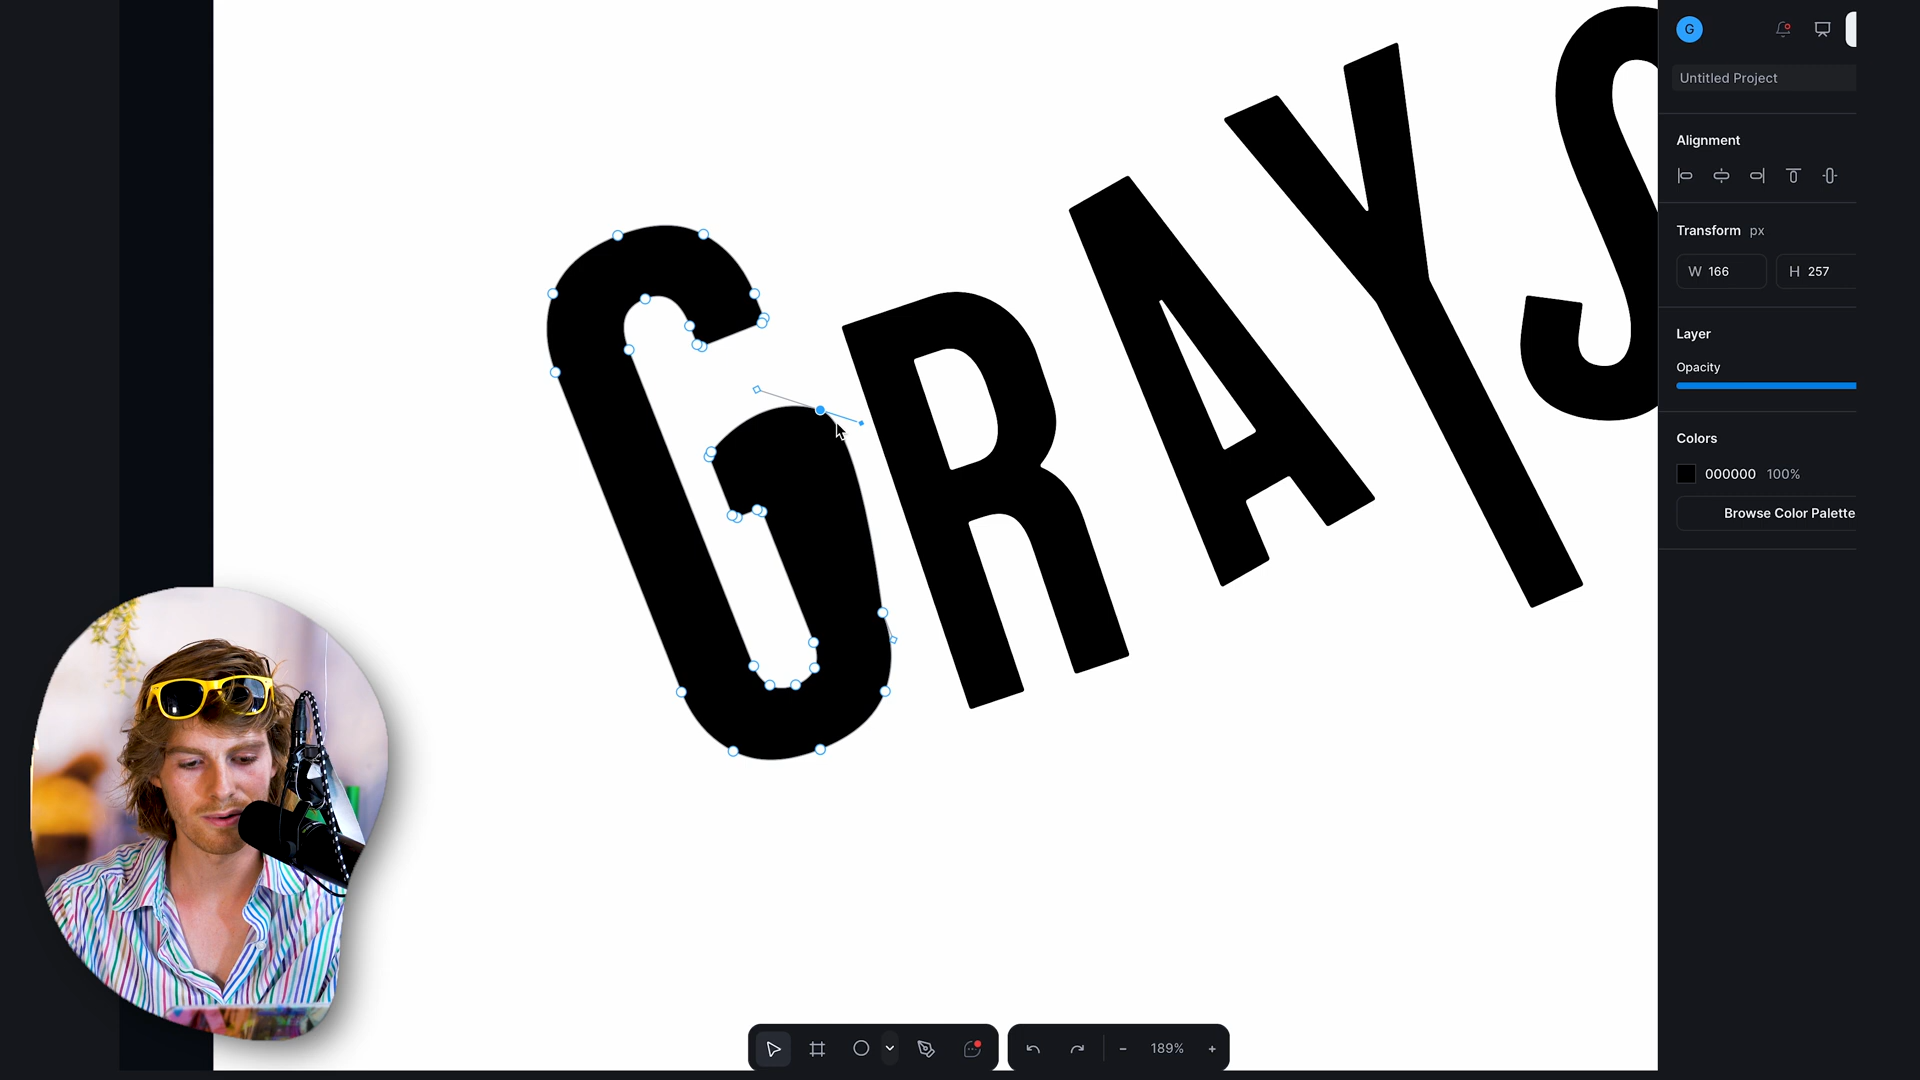 GRAYS
G
Untitled Project
Alignment
Transform px
W 166 H 257
Layer
Opacity
Colors
000000 100%
Browse Color Palette
189%